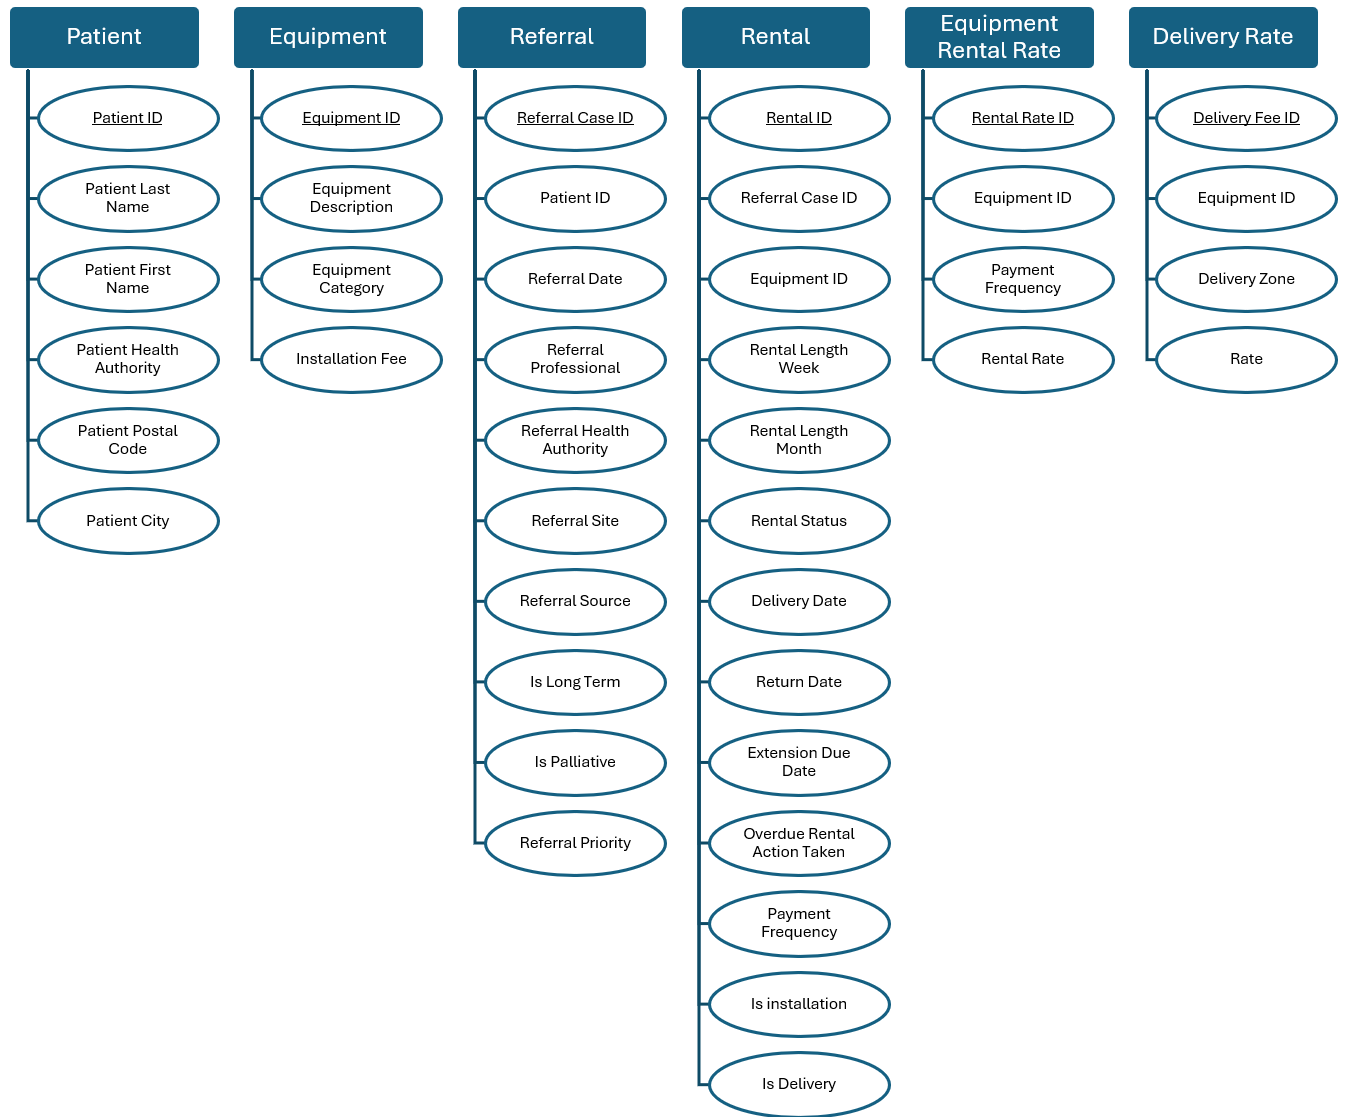 Patient
Patient ID
Patient Last
Name
Patient First
Name
Patient Health
Authority
Patient Postal
Code
Patient City
Equipment
Equipment ID
Equipment
Description
Equipment
Category
Installation Fee
Referral
Referral Case ID
Patient ID
Referral Date
Referral
Professional
Referral Health
Authority
Referral Site
Referral Source
Is Long Term
Is Palliative
Referral Priority
Rental
Rental ID
Referral Case ID
Equipment ID
Rental Length
Week
Rental Length
Month
Rental Status
Delivery Date
Return Date
Extension Due
Date
Overdue Rental
Action Taken
Payment
Frequency
Is installation
Is Delivery
Equipment
Rental Rate
Rental Rate ID
Equipment ID
Payment
Frequency
Rental Rate
Delivery Rate
Delivery Fee ID
Equipment ID
Delivery Zone
Rate